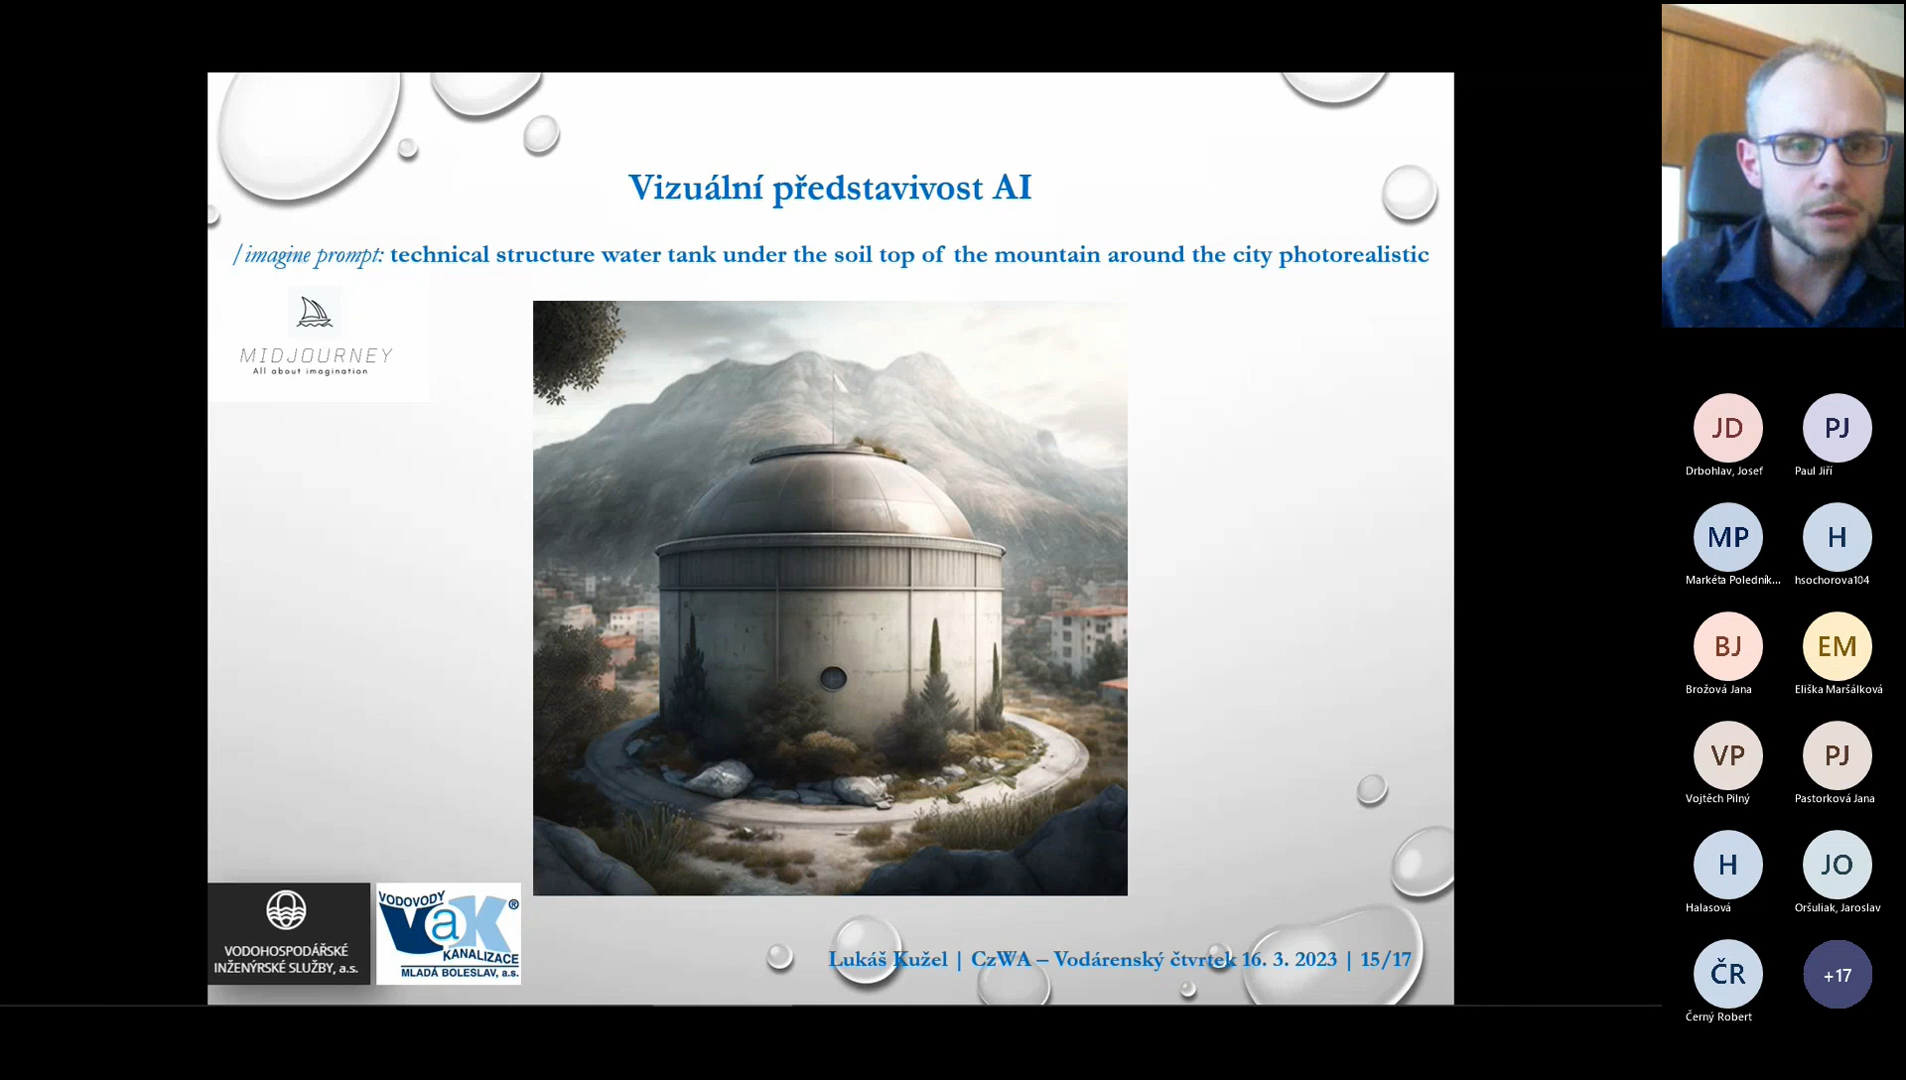 Vizuální představivost AI
/imagine prompt: technical structure water tank under the soil top of the mountain around the city photorealistic
MIDJOURNEY
All about imagination
VODOHOSPODÁŘSKÉ
INŽENÝRSKÉ SLUŽBY, a.s.
VODOVODY
VaK®
KANALIZACE
MLADÁ BOLESLAV, a.s.
Lukáš Kužel | CzWA – Vodárenský čtvrtek 16. 3. 2023 | 15/17
JD
Drbohlav, Josef
PJ
Paul Jiří
MP
Markéta Poledník...
H
hsochorova104
BJ
Brožová Jana
EM
Eliška Maršálková
VP
Vojtěch Pilný
PJ
Pastorková Jana
H
Halasová
JO
Oršuliak, Jaroslav
ČR
Černý Robert
+17